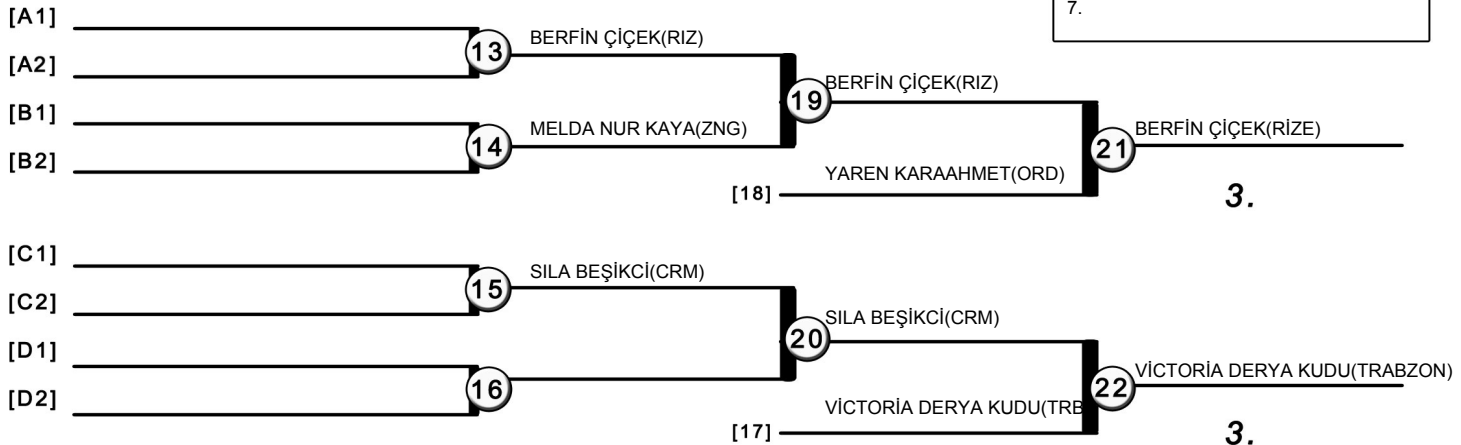 7.
[A1]
13
BERFİN ÇİÇEK(RIZ)
[A2]
19
BERFİN ÇİÇEK(RIZ)
[B1]
14
MELDA NUR KAYA(ZNG)
21
BERFİN ÇİÇEK(RİZE)
[B2]
[18]
YAREN KARAAHMET(ORD)
3.
[C1]
15
SILA BEŞİKCİ(CRM)
[C2]
20
SILA BEŞİKCİ(CRM)
[D1]
16
22
VİCTORİA DERYA KUDU(TRABZON)
[D2]
VİCTORİA DERYA KUDU(TRB
[17]
3.